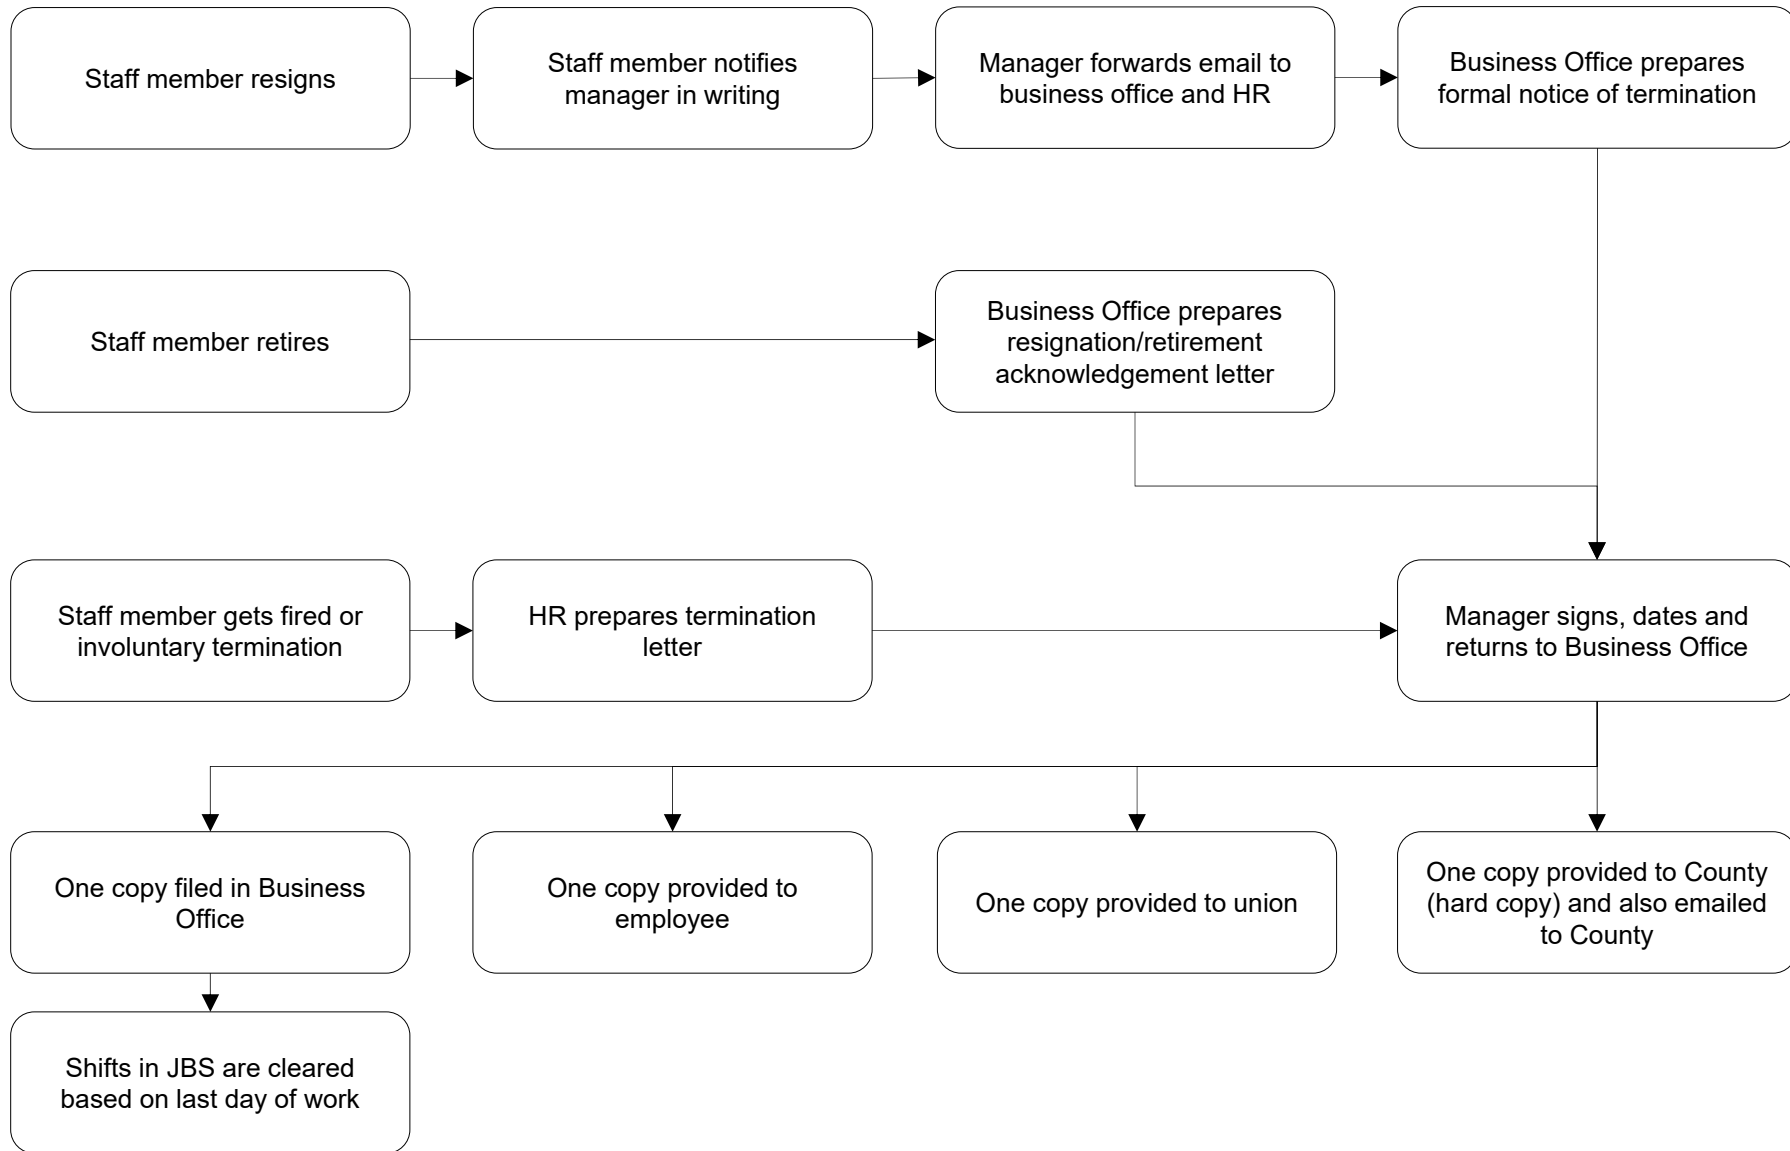 Staff member resigns
Staff member notifies
manager in writing
Manager forwards email to
business office and HR
Business Office prepares
formal notice of termination
Staff member retires
Business Office prepares
resignation/retirement
acknowledgement letter
Staff member gets fired or
involuntary termination
HR prepares termination
letter
Manager signs, dates and
returns to Business Office
One copy filed in Business
Office
One copy provided to
employee
One copy provided to union
One copy provided to County
(hard copy) and also emailed
to County
Shifts in JBS are cleared
based on last day of work